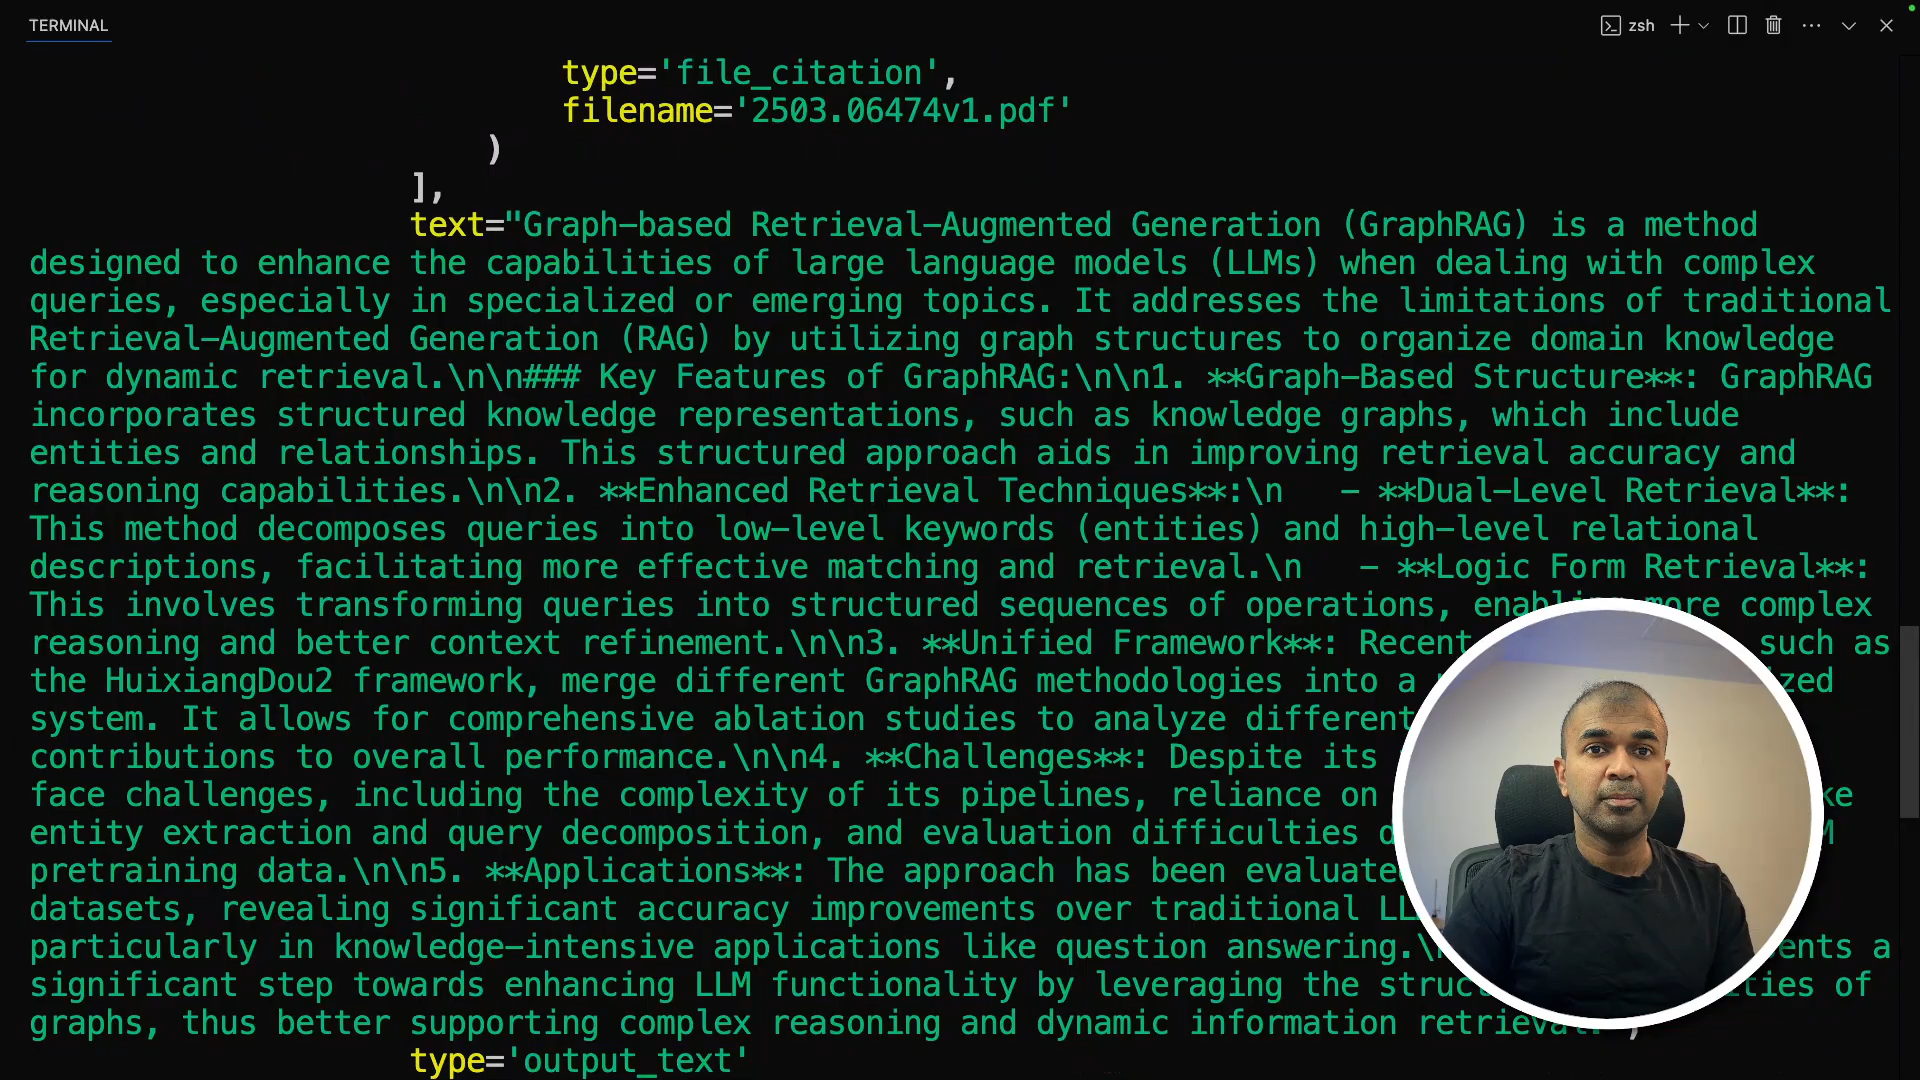 TERMINAL
zsh
type='file_citation',
filename='2503.06474v1.pdf'
)
],
text="Graph-based Retrieval-Augmented Generation (GraphRAG) is a method
designed to enhance the capabilities of large language models (LLMs) when dealing with complex
queries, especially in specialized or emerging topics. It addresses the limitations of traditional
Retrieval-Augmented Generation (RAG) by utilizing graph structures to organize domain knowledge
for dynamic retrieval.\n\n### Key Features of GraphRAG:\n\n1. **Graph-Based Structure**: GraphRAG
incorporates structured knowledge representations, such as knowledge graphs, which include
entities and relationships. This structured approach aids in improving retrieval accuracy and
reasoning capabilities.\n\n2. **Enhanced Retrieval Techniques**:\n   - **Dual-Level Retrieval**:
This method decomposes queries into low-level keywords (entities) and high-level relational
descriptions, facilitating more effective matching and retrieval.\n   - **Logic Form Retrieval**:
This involves transforming queries into structured sequences of operations, enabling more complex
reasoning and better context refinement.\n\n3. **Unified Framework**: Recent such as
the HuixiangDou2 framework, merge different GraphRAG methodologies into a
system. It allows for comprehensive ablation studies to analyze different
contributions to overall performance.\n\n4. **Challenges**: Despite its
face challenges, including the complexity of its pipelines, reliance on
entity extraction and query decomposition, and evaluation difficulties
pretraining data.\n\n5. **Applications**: The approach has been evaluated
datasets, revealing significant accuracy improvements over traditional
particularly in knowledge-intensive applications like question answering. a
significant step towards enhancing LLM functionality by leveraging the of
graphs, thus better supporting complex reasoning and dynamic information retrieval.
type='output_text'